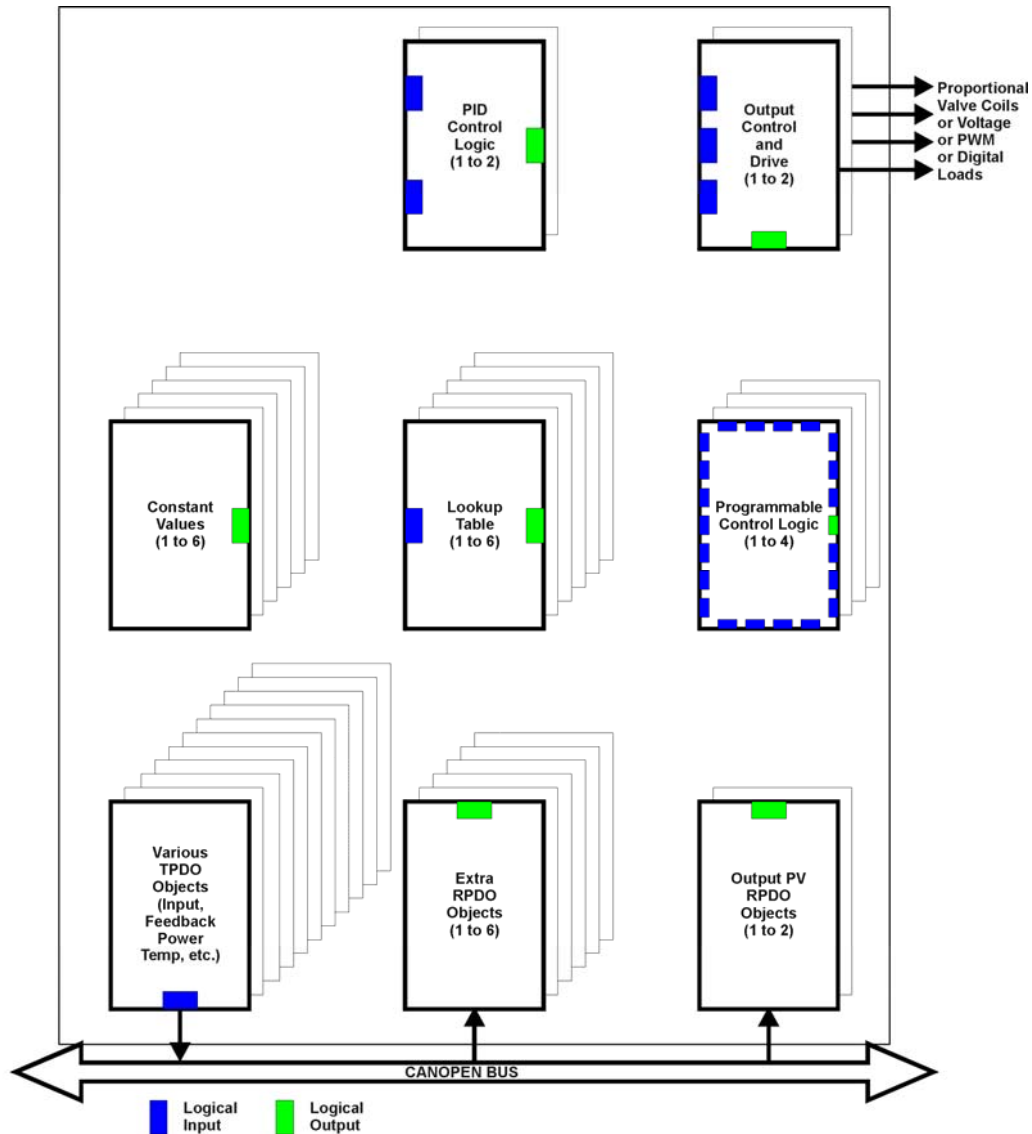 PID
Control
Logic
(1 to 2)
Output
Control
and
Drive
(1 to 2)
Proportional
Valve Coils
or Voltage
or PWM
or Digital
Loads
Constant
Values
(1 to 6)
Lookup
Table
(1 to 6)
Programmable
Control Logic
(1 to 4)
Various
TPDO
Objects
(Input,
Feedback
Power
Temp, etc.)
Extra
RPDO
Objects
(1 to 6)
Output PV
RPDO
Objects
(1 to 2)
CANOPEN BUS
Logical
Input
Logical
Output